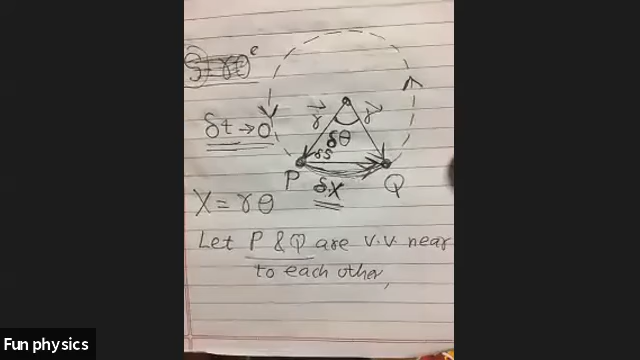 δt → 0
r⃗
r⃗
δθ
δs
P
δx
Q
X = rθ
Let P & Q are v.v. near
to each other,
Fun physics